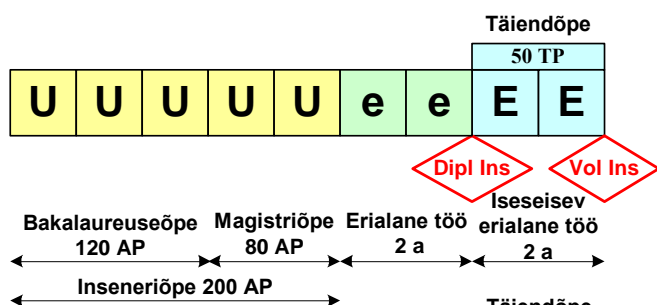 Täiendõpe
50 TP
U U U U U e e E E
Dipl Ins Vol Ins
Bakalaureuseõpe
120 AP
Magistriõpe
80 AP
Erialane töö
2 a
Iseseisev
erialane töö
2 a
Inseneriõpe 200 AP
Täiendõpe